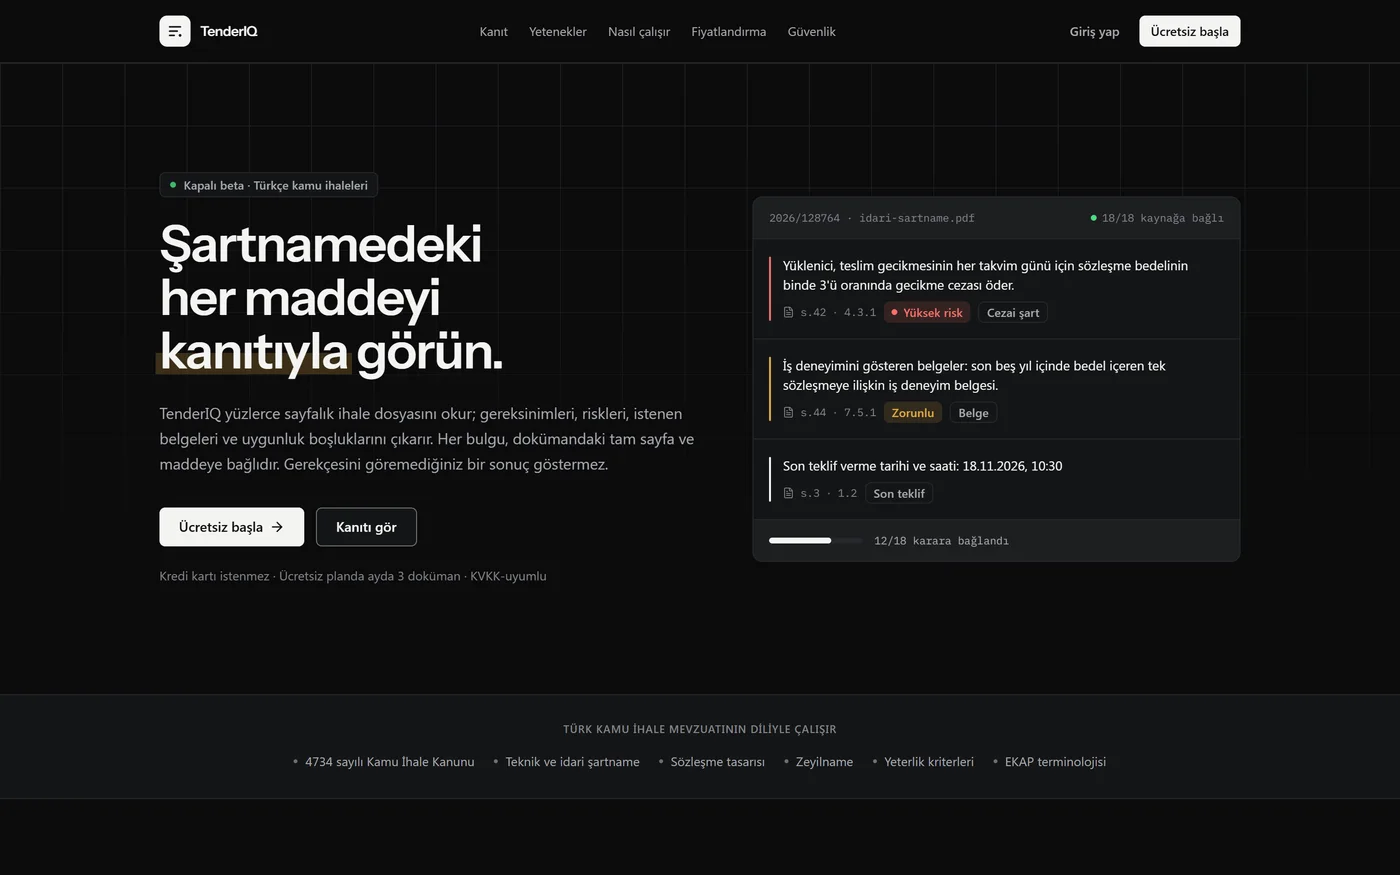 TenderIQ
Kanıt Yetenekler Nasıl çalışır Fiyatlandırma Güvenlik
Giriş yap
Ücretsiz başla
Kapalı beta · Türkçe kamu ihaleleri
Şartnamedeki
her maddeyi
kanıtıyla görün.
TenderIQ yüzlerce sayfalık ihale dosyasını okur; gereksinimleri, riskleri, istenen
belgeleri ve uygunluk boşluklarını çıkarır. Her bulgu, dokümandaki tam sayfa ve
maddeye bağlıdır. Gerekçesini göremediğiniz bir sonuç göstermez.
Ücretsiz başla →
Kanıtı gör
Kredi kartı istenmez · Ücretsiz planda ayda 3 doküman · KVKK-uyumlu
2026/128764 · idari-sartname.pdf
18/18 kaynağa bağlı
Yüklenici, teslim gecikmesinin her takvim günü için sözleşme bedelinin
binde 3'ü oranında gecikme cezası öder.
s.42 · 4.3.1 Yüksek risk Cezai şart
İş deneyimini gösteren belgeler: son beş yıl içinde bedel içeren tek
sözleşmeye ilişkin iş deneyim belgesi.
s.44 · 7.5.1 Zorunlu Belge
Son teklif verme tarihi ve saati: 18.11.2026, 10:30
s.3 · 1.2 Son teklif
12/18 karara bağlandı
TÜRK KAMU İHALE MEVZUATININ DİLİYLE ÇALIŞIR
• 4734 sayılı Kamu İhale Kanunu • Teknik ve idari şartname • Sözleşme tasarısı • Zeyilname • Yeterlik kriterleri • EKAP terminolojisi